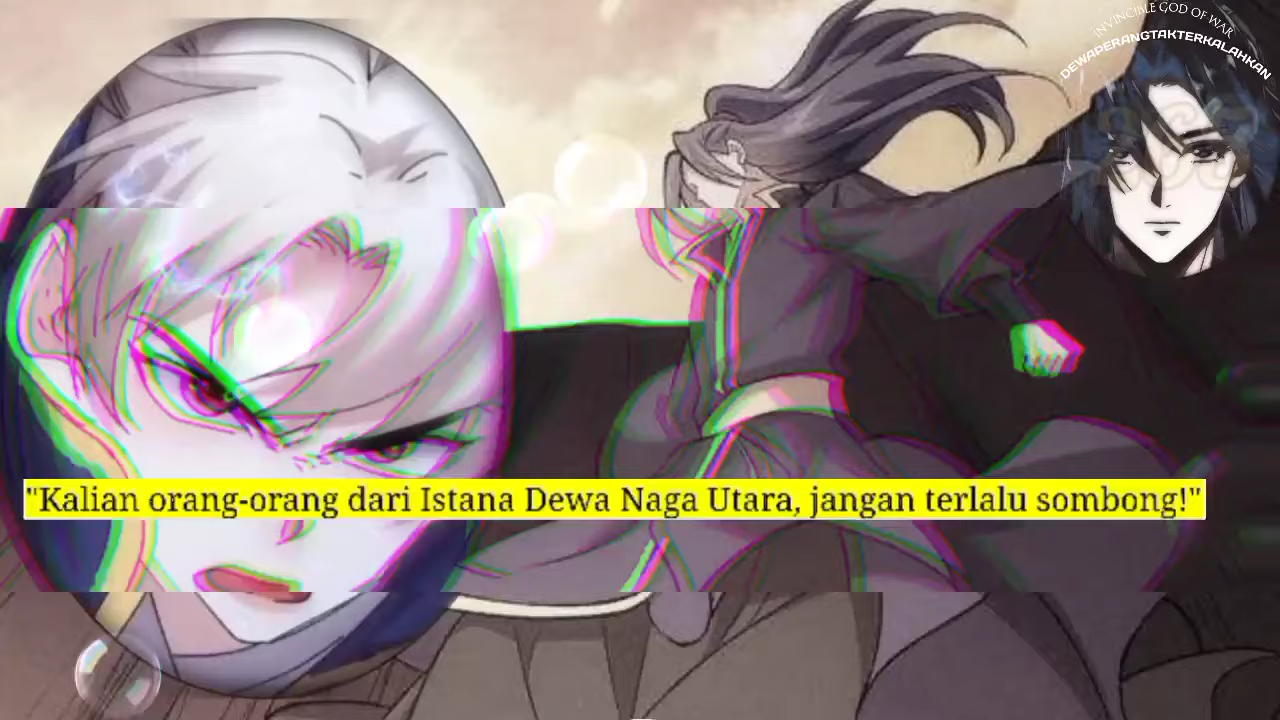 INVINCIBLE GOD OF WAR
DEWAPERANGTAKTERKALAHKAN
"Kalian orang-orang dari Istana Dewa Naga Utara, jangan terlalu sombong!"